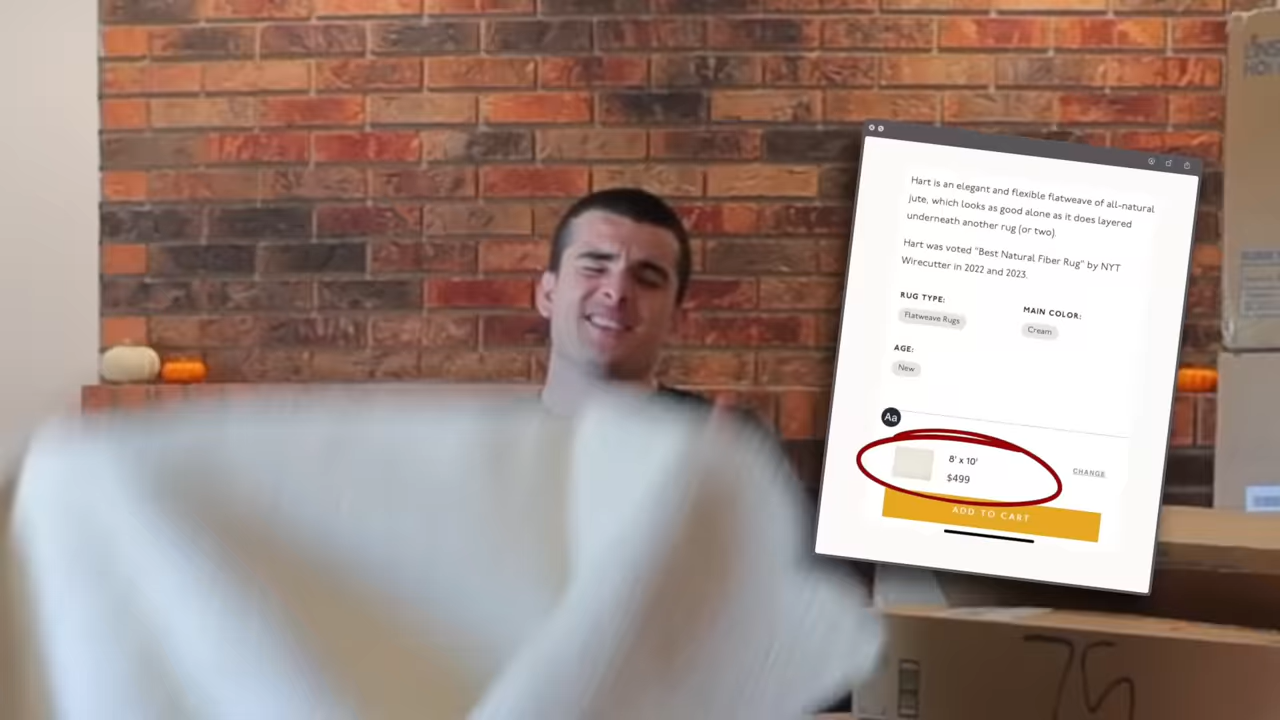 Hart is an elegant and flexible flatweave of all-natural
jute, which looks as good alone as it does layered
underneath another rug (or two).
Hart was voted "Best Natural Fiber Rug" by NYT
Wirecutter in 2022 and 2023.
RUG TYPE:
Flatweave Rugs
MAIN COLOR:
Cream
AGE:
New
Aa
8' x 10'
$499
CHANGE
ADD TO CART
75